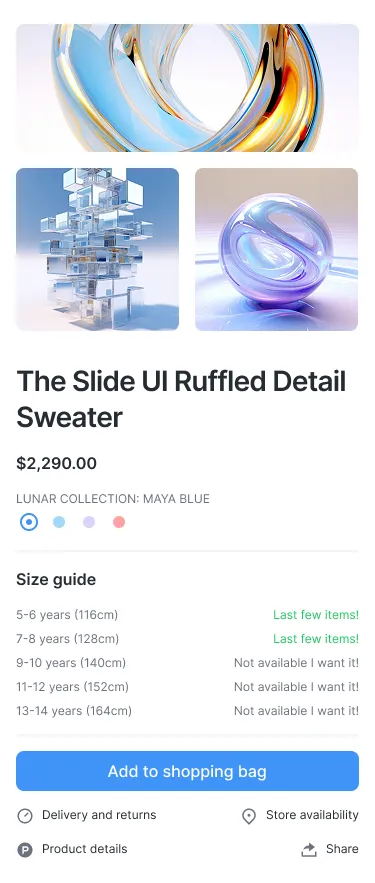 The Slide UI Ruffled Detail
Sweater
$2,290.00
LUNAR COLLECTION: MAYA BLUE
Size guide
5-6 years (116cm) Last few items!
7-8 years (128cm) Last few items!
9-10 years (140cm) Not available I want it!
11-12 years (152cm) Not available I want it!
13-14 years (164cm) Not available I want it!
Add to shopping bag
Delivery and returns Store availability
P Product details Share